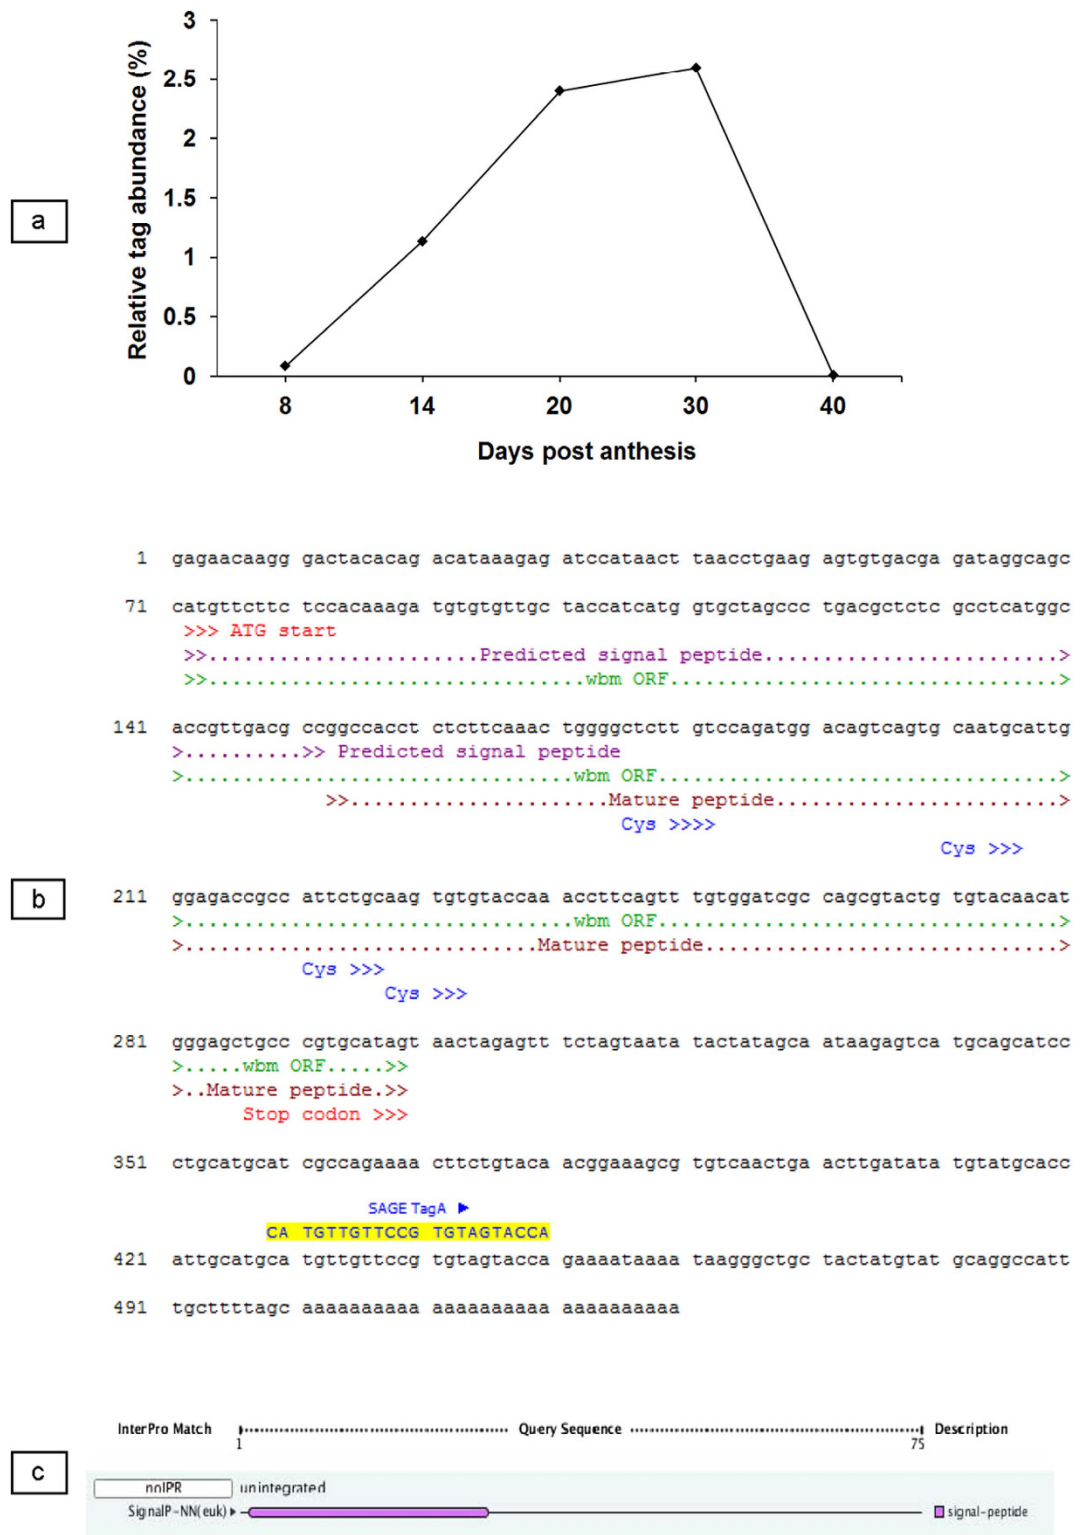 a
Relative tag abundance (%)
3
2.5
2
1.5
1
0.5
0
8 14 20 30 40
Days post anthesis
b
1 gagaacaagg gactacacag acataaagag atccataact taacctgaag agtgtgacga gataggcagc
71 catgttcttc tccacaaaga tgtgtgttgc taccatcatg gtgctagccc tgacgctctc gcctcatggc
>>> ATG start
>>.......................Predicted signal peptide.........................>
>>................................wbm ORF.................................>
141 accgttgacg ccggccacct ctcttcaaac tggggctctt gtccagatgg acagtcagtg caatgcattg
>..........>> Predicted signal peptide
>.................................wbm ORF..................................>
>>......................Mature peptide........................>
Cys >>>>
Cys >>>
211 ggagaccgcc attctgcaag tgtgtaccaa accttcagtt tgtggatcgc cagcgtactg tgtacaacat
>.................................wbm ORF..................................>
>..............................Mature peptide..............................>
Cys >>>
Cys >>>
281 gggagctgcc cgtgcatagt aactagagtt tctagtaata tactatagca ataagagtca tgcagcatcc
>.....wbm ORF.....>>
>..Mature peptide.>>
Stop codon >>>
351 ctgcatgcat cgccagaaaa cttctgtaca acggaaagcg tgtcaactga acttgatata tgtatgcacc
SAGE TagA ►
CA TGTTGTTCCG TGTAGTACCA
421 attgcatgca tgttgttccg tgtagtacca gaaaataaaa taagggctgc tactatgtat gcaggccatt
491 tgcttttagc aaaaaaaaaa aaaaaaaaaa aaaaaaaaaa
c
InterPro Match Query Sequence Description
1 75
noIPR unintegrated
SignalP-NN(euk) ► signal-peptide